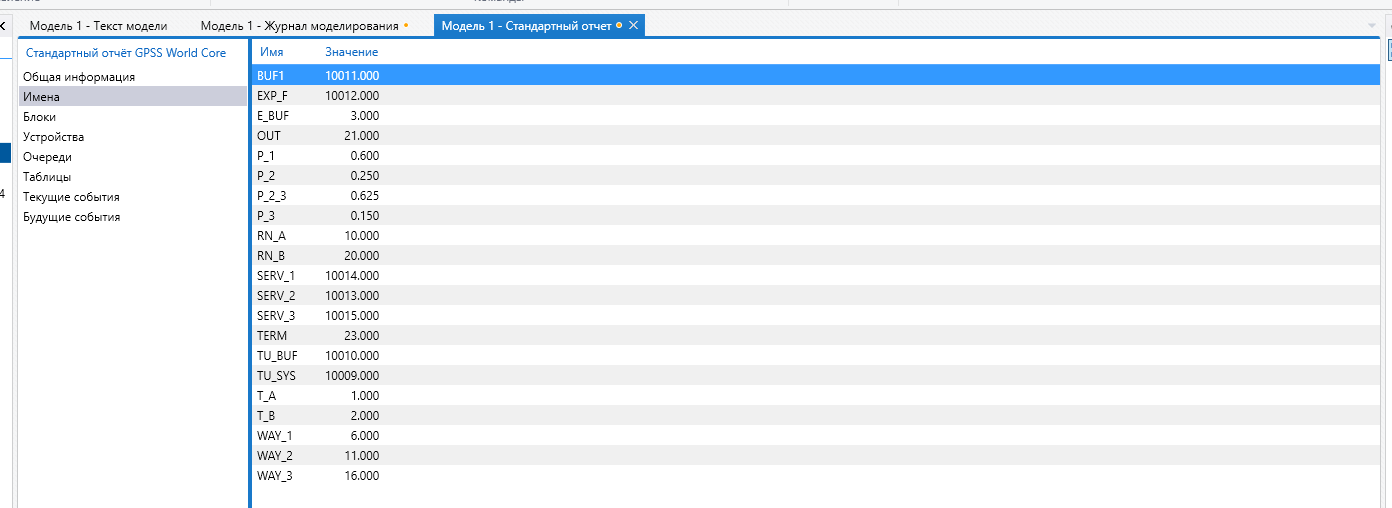 Модель 1 - Текст модели Модель 1 - Журнал моделирования Модель 1 - Стандартный отчет
Стандартный отчёт GPSS World Core
Общая информация
Имена
Блоки
Устройства
Очереди
Таблицы
Текущие события
Будущие события
4
Имя Значение
BUF1 10011.000
EXP_F 10012.000
E_BUF 3.000
OUT 21.000
P_1 0.600
P_2 0.250
P_2_3 0.625
P_3 0.150
RN_A 10.000
RN_B 20.000
SERV_1 10014.000
SERV_2 10013.000
SERV_3 10015.000
TERM 23.000
TU_BUF 10010.000
TU_SYS 10009.000
T_A 1.000
T_B 2.000
WAY_1 6.000
WAY_2 11.000
WAY_3 16.000